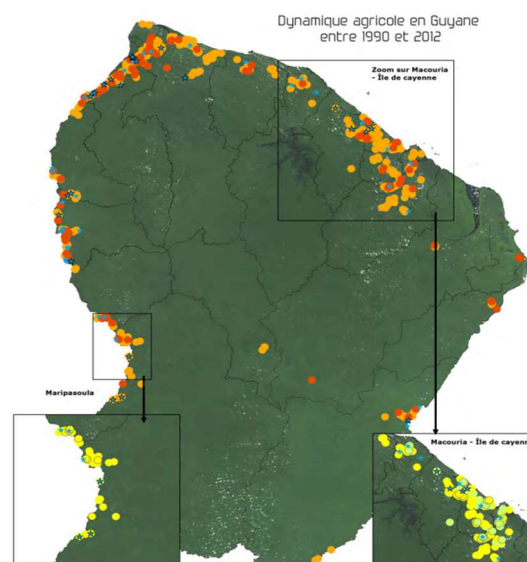 Dynamique agricole en Guyane
entre 1990 et 2012
Zoom sur Macouria
- Île de cayenne
Maripasoula
Macouria - Île de cayenn